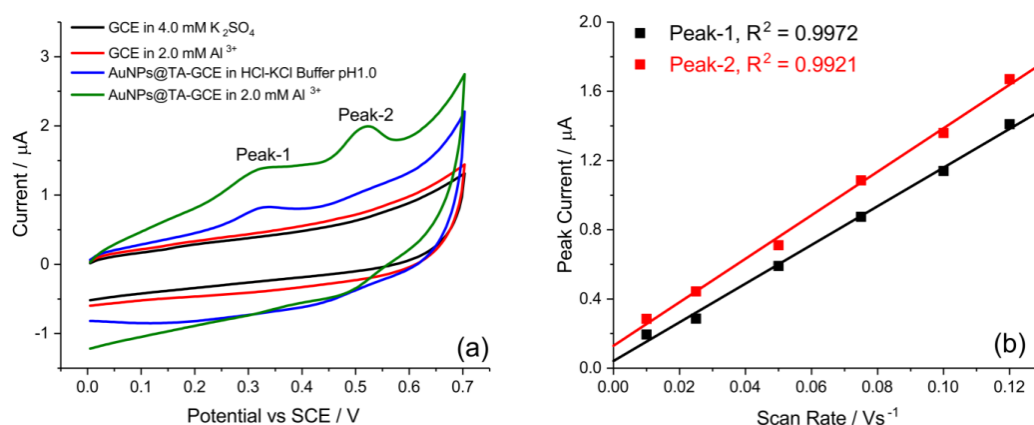 GCE in 4.0 mM K₂SO₄
GCE in 2.0 mM Al³⁺
AuNPs@TA-GCE in HCl-KCl Buffer pH1.0
AuNPs@TA-GCE in 2.0 mM Al³⁺
Peak-1
Peak-2
3
2
1
0
-1
Current / μA
0.0 0.1 0.2 0.3 0.4 0.5 0.6 0.7
Potential vs SCE / V
(a)
Peak-1, R² = 0.9972
Peak-2, R² = 0.9921
2.0
1.6
1.2
0.8
0.4
0.0
Peak Current / μA
0.00 0.02 0.04 0.06 0.08 0.10 0.12
Scan Rate / Vs⁻¹
(b)